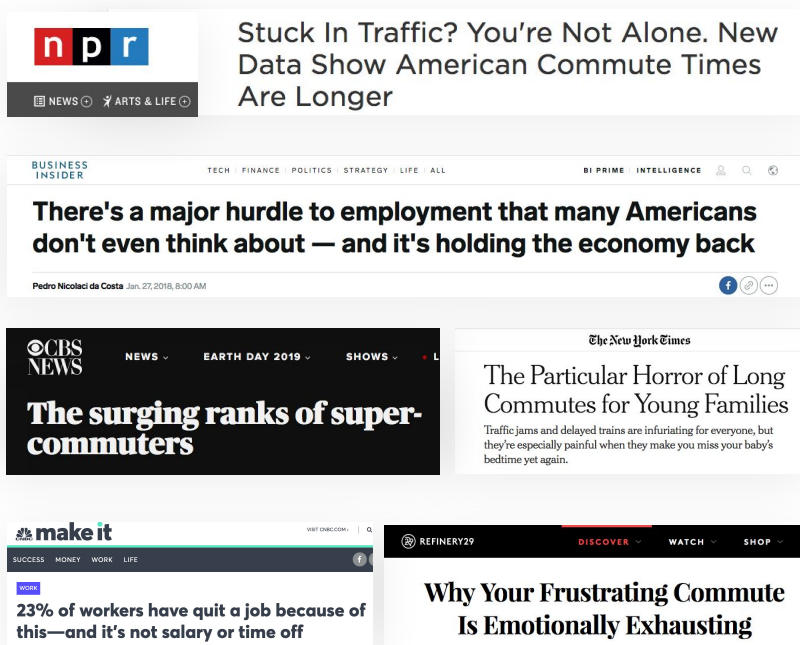 npr
NEWS ARTS & LIFE
Stuck In Traffic? You're Not Alone. New
Data Show American Commute Times
Are Longer
BUSINESS
INSIDER
TECH FINANCE POLITICS STRATEGY LIFE ALL
BI PRIME INTELLIGENCE
There's a major hurdle to employment that many Americans
don't even think about — and it's holding the economy back
Pedro Nicolaci da Costa Jan. 27, 2018, 8:00 AM
CBS
NEWS
NEWS EARTH DAY 2019 SHOWS L
The surging ranks of super-
commuters
The New York Times
The Particular Horror of Long
Commutes for Young Families
Traffic jams and delayed trains are infuriating for everyone, but
they're especially painful when they make you miss your baby's
bedtime yet again.
CNBC make it
VISIT CNBC.COM
SUCCESS MONEY WORK LIFE
WORK
23% of workers have quit a job because of
this—and it's not salary or time off
REFINERY29
DISCOVER WATCH SHOP
Why Your Frustrating Commute
Is Emotionally Exhausting